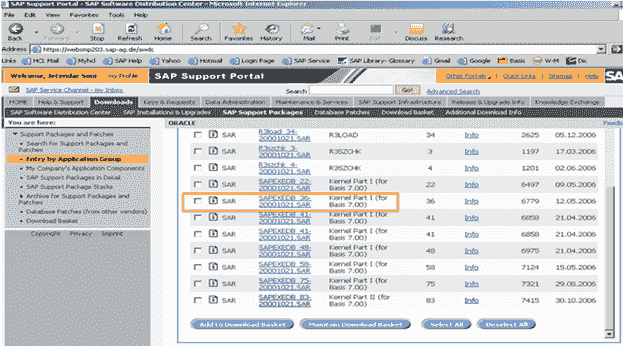 SAP Support Portal - SAP Software Distribution Center - Microsoft Internet Explorer
File Edit View Favorites Tools Help
Back Forward Stop Refresh Home Search Favorites History Mail Print Edit Discuss Research
Address https://websmp203.sap-ag.de/swdc
Links HCL Mail MyHcl SAP Help Yahoo Hotmail Login Page SAP Service SAP Library- Glossary Gmail Google Basis W-M Dic
Welcome, Jetendar Soni My Profile SAP Support Portal Other Portals Quick Links Sitemap Help SAP
SAP Service Channel - My Inbox Search Go! Advanced Search
HOME Help & Support Downloads Keys & Requests Data Administration Maintenance & Services SAP Support Infrastructure Release & Upgrade Info Knowledge Exchange
SAP Software Distribution Center SAP Installations & Upgrades SAP Support Packages Database Patches Download Basket Additional Download Info
You are here: ORACLE Feedb
Support Packages and Patches
Search for Support Packages and Patches
Entry by Application Group
My Company's Application Components
SAP Support Packages in Detail
SAP Support Package Stacks
Archive for Support Packages and Patches
Database Patches (from other vendors)
Download Basket
Copyright Privacy Imprint
SAR R3load_34-20001021.SAR R3LOAD 34 Info 2625 05.12.2006
SAR R3szchk_3-20001021.SAR R3SZCHK 3 Info 1197 17.03.2006
SAR R3szchk_4-20001021.SAR R3SZCHK 4 Info 1201 02.06.2006
SAR SAPEXEDB_22-20001021.SAR Kernel Part I (for Basis 7.00) 22 Info 6497 09.05.2006
SAR SAPEXEDB_36-20001021.SAR Kernel Part I (for Basis 7.00) 36 Info 6779 12.05.2006
SAR SAPEXEDB_41-20001021.SAR Kernel Part I (for Basis 7.00) 41 Info 6858 21.04.2006
SAR SAPEXEDB_41-20001021.SAR Kernel Part I (for Basis 7.00) 41 Info 6858 21.04.2006
SAR SAPEXEDB_48-20001021.SAR Kernel Part I (for Basis 7.00) 48 Info 6975 21.04.2006
SAR SAPEXEDB_58-20001021.SAR Kernel Part I (for Basis 7.00) 58 Info 7124 15.05.2006
SAR SAPEXEDB_75-20001021.SAR Kernel Part I (for Basis 7.00) 75 Info 7321 29.08.2006
SAR SAPEXEDB_83-20001021.SAR Kernel Part II (for Basis 7.00) 83 Info 7415 30.10.2006
Add to Download Basket Maintain Download Basket Select All Unselect All